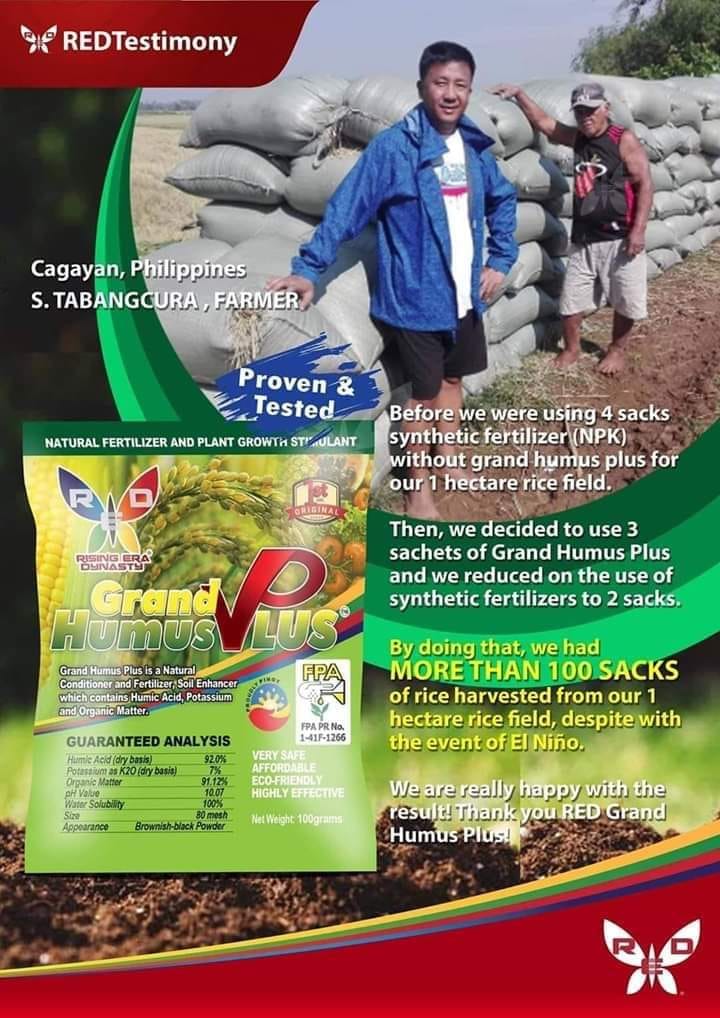 RED
REDTestimony
Cagayan, Philippines
S. TABANGCURA , FARMER
Proven &
Tested
Before we were using 4 sacks
synthetic fertilizer (NPK)
without grand humus plus for
our 1 hectare rice field.
Then, we decided to use 3
sachets of Grand Humus Plus
and we reduced on the use of
synthetic fertilizers to 2 sacks.
By doing that, we had
MORE THAN 100 SACKS
of rice harvested from our 1
hectare rice field, despite with
the event of El Niño.
We are really happy with the
result! Thank you RED Grand
Humus Plus!
NATURAL FERTILIZER AND PLANT GROWTH STIMULANT
RED
RISING ERA
DYNASTY
1st
ORIGINAL
Grand
HUMUS PLUS™
Grand Humus Plus is a Natural
Conditioner and Fertilizer, Soil Enhancer
which contains Humic Acid, Potassium
and Organic Matter.
PROUDLY PINOY
FPA
FPA PR No.
1-41F-1266
GUARANTEED ANALYSIS
Humic Acid (dry basis) 92.0%
Potassium as K2O (dry basis) 7%
Organic Matter 91.12%
pH Value 10.07
Water Solubility 100%
Size 80 mesh
Appearance Brownish-black Powder
VERY SAFE
AFFORDABLE
ECO-FRIENDLY
HIGHLY EFFECTIVE
Net Weight: 100grams
RED